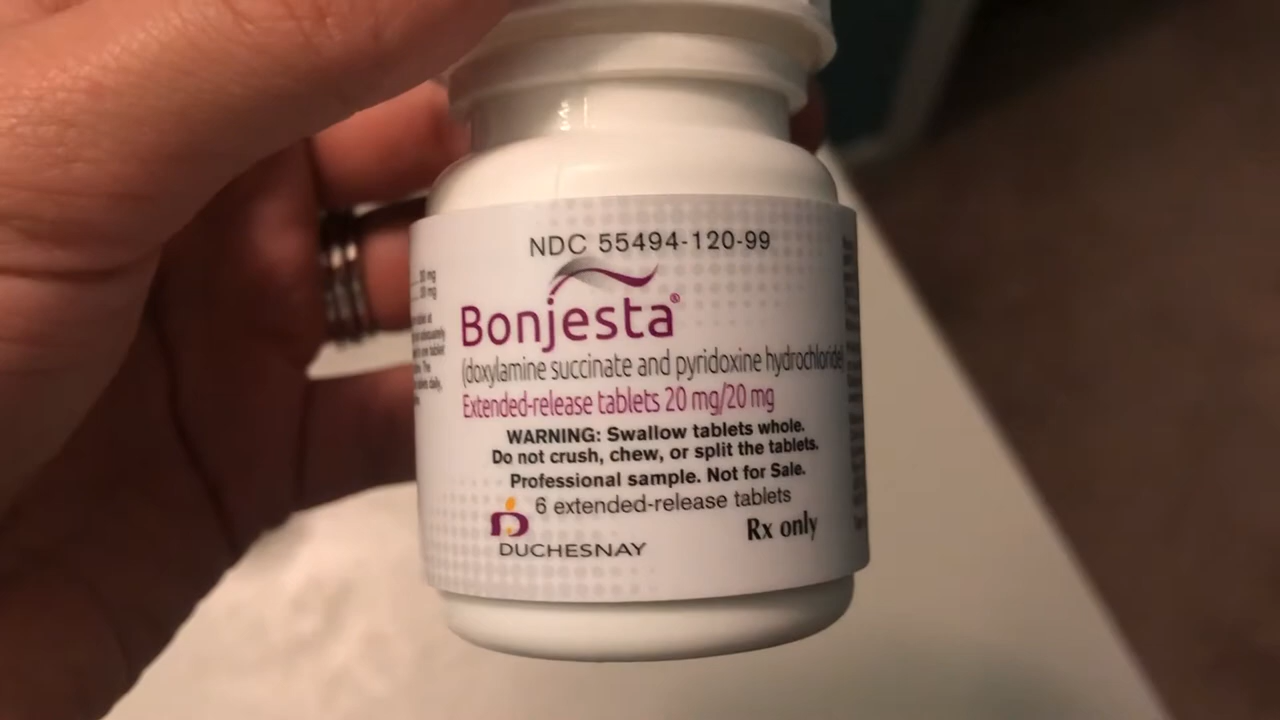 NDC 55494-120-99
Bonjesta®
(doxylamine succinate and pyridoxine hydrochloride)
Extended-release tablets 20 mg/20 mg
WARNING: Swallow tablets whole.
Do not crush, chew, or split the tablets.
Professional sample. Not for Sale.
6 extended-release tablets
Rx only
DUCHESNAY